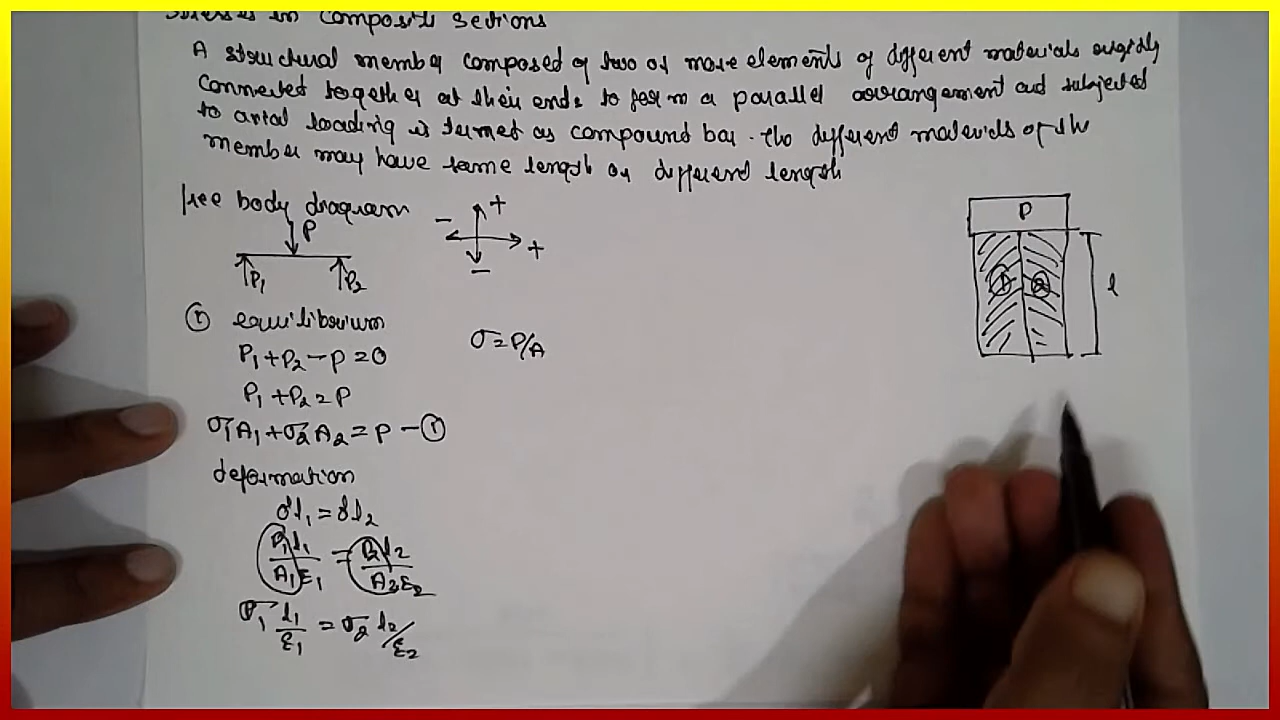 Stresses in Composite Sections
A structural member composed of two or more elements of different materials rigidly
connected together at their ends to form a parallel arrangement and subjected
to axial loading is termed as compound bar. The different materials of the
member may have same length or different length
free body diagram
P
P₁ P₂
+ - + -
P
① ②
l
① equilibrium
P₁ + P₂ - P = 0
P₁ + P₂ = P
σ₁A₁ + σ₂A₂ = P - ①
σ = P/A
deformation
δl₁ = δl₂
P₁l₁/A₁E₁ = P₂l₂/A₂E₂
σ₁ l₁/E₁ = σ₂ l₂/E₂